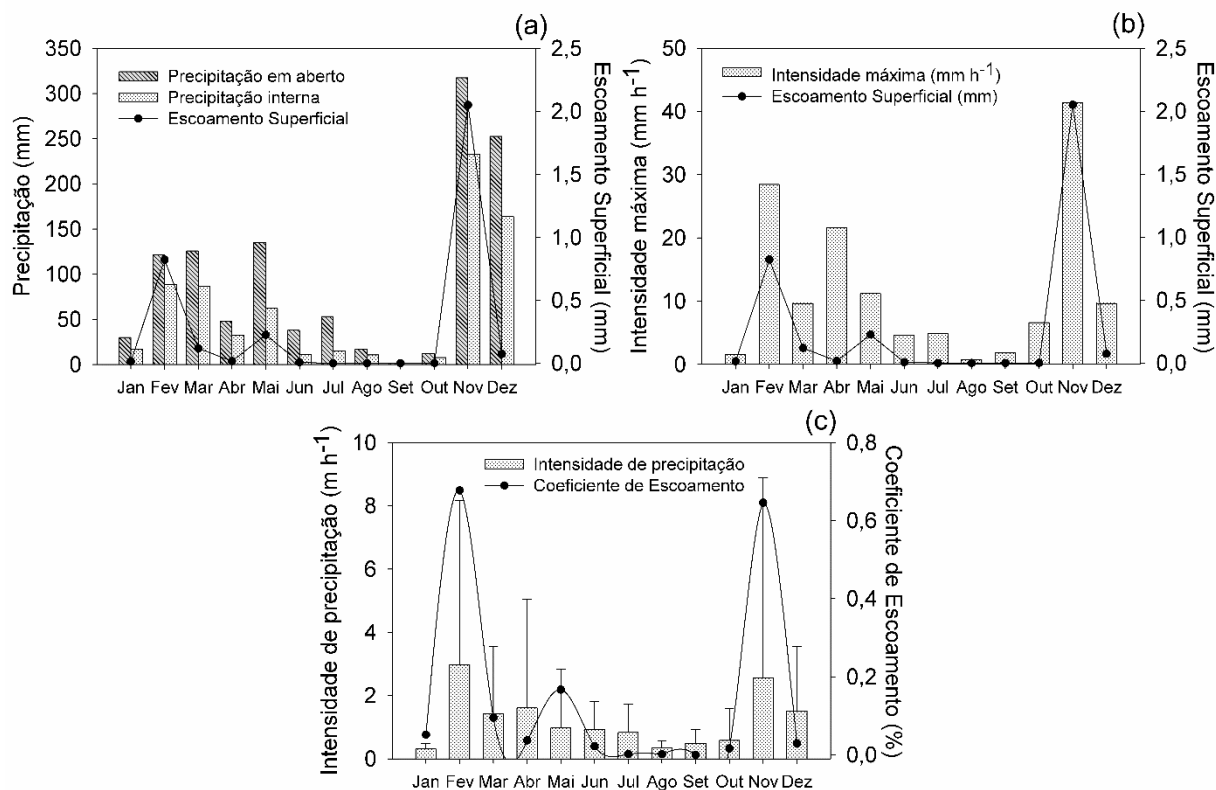 (a)
Precipitação (mm)
350
300
250
200
150
100
50
0
Precipitação em aberto
Precipitação interna
Escoamento Superficial
2,5
2,0
1,5
1,0
0,5
0,0
Escoamento Superficial (mm)
Jan Fev Mar Abr Mai Jun Jul Ago Set Out Nov Dez
(b)
Intensidade máxima (mm h-1)
50
40
30
20
10
0
Intensidade máxima (mm h-1)
Escoamento Superficial (mm)
2,5
2,0
1,5
1,0
0,5
0,0
Escoamento Superficial (mm)
Jan Fev Mar Abr Mai Jun Jul Ago Set Out Nov Dez
(c)
Intensidade de precipitação (m h-1)
10
8
6
4
2
0
Intensidade de precipitação
Coeficiente de Escoamento
0,8
0,6
0,4
0,2
0,0
Coeficiente de Escoamento (%)
Jan Fev Mar Abr Mai Jun Jul Ago Set Out Nov Dez